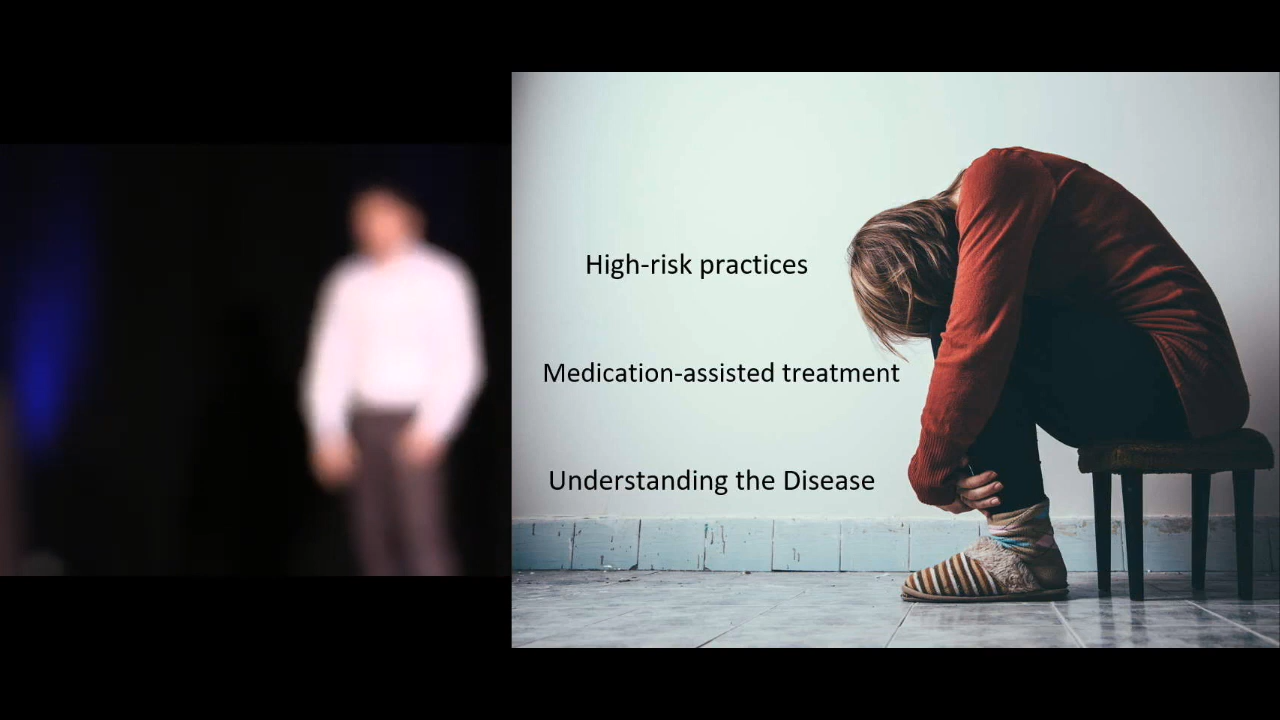 High-risk practices
Medication-assisted treatment
Understanding the Disease